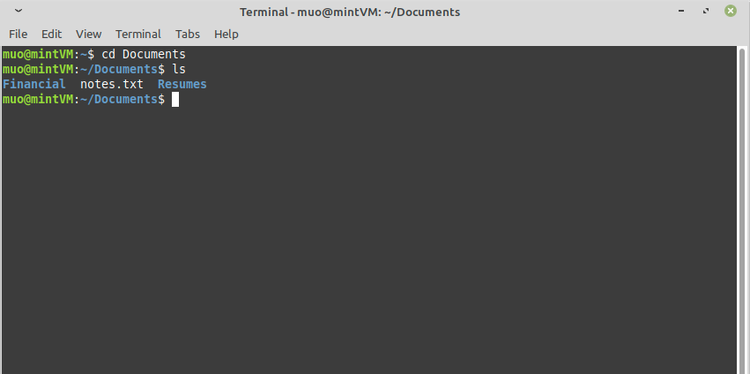 Terminal - muo@mintVM: ~/Documents
File Edit View Terminal Tabs Help
muo@mintVM:~$ cd Documents
muo@mintVM:~/Documents$ ls
Financial  notes.txt  Resumes
muo@mintVM:~/Documents$